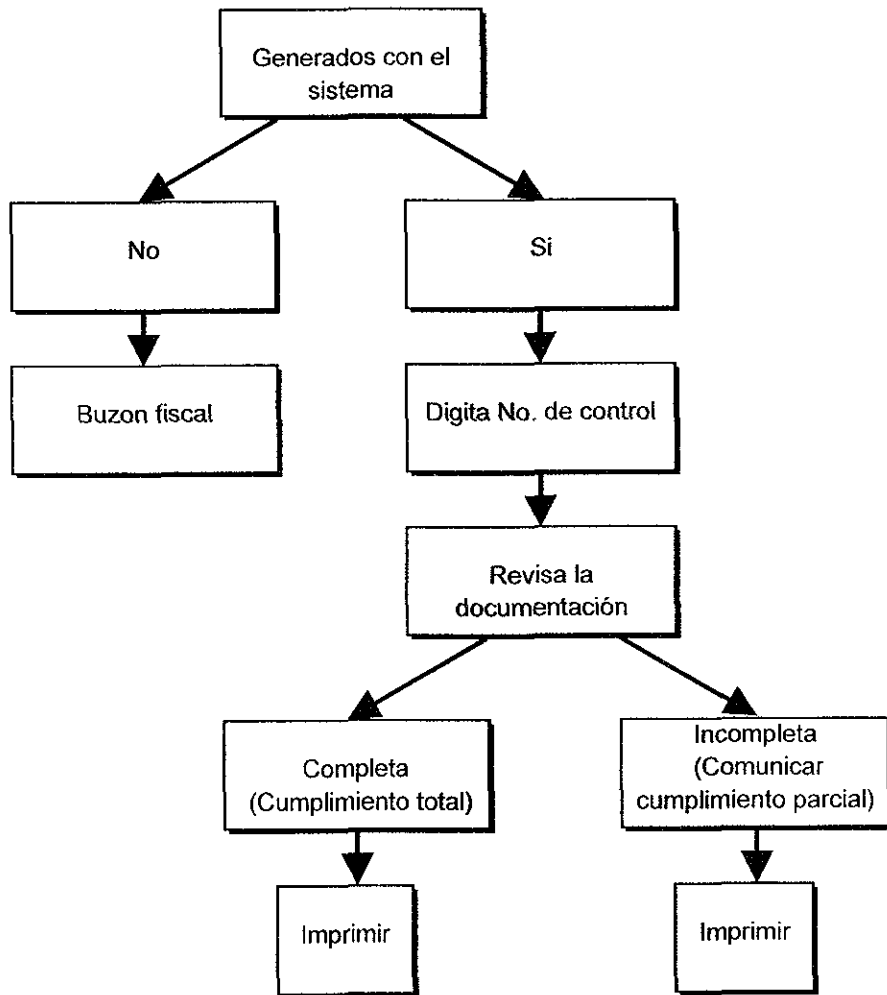 Generados con el
sistema
No
Si
Buzon fiscal
Digita No. de control
Revisa la
documentación
Completa
(Cumplimiento total)
Incompleta
(Comunicar
cumplimiento parcial)
Imprimir
Imprimir